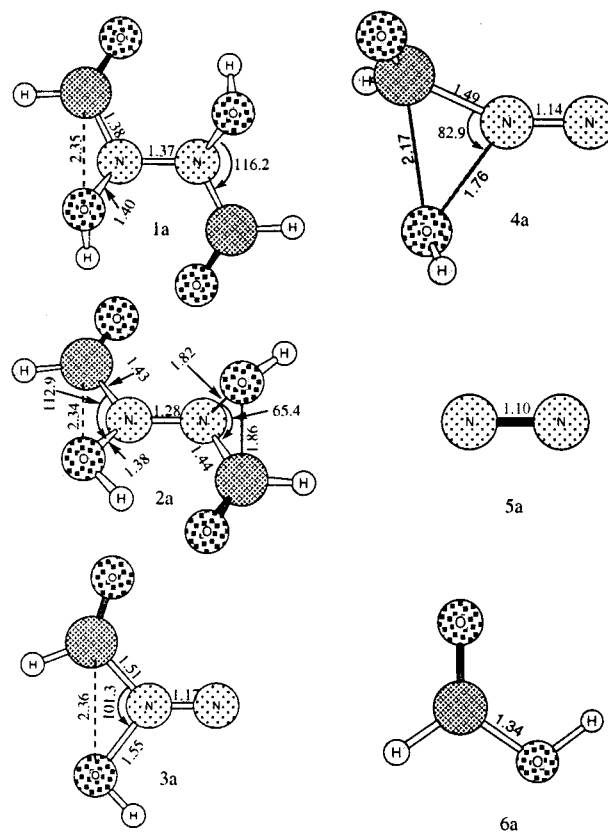 O
H
H
O
1.38
2.35
1.37
N
N
116.2
O
1.40
H
H
1a
O
O
H
1.49
1.14
N
N
82.9
2.17
1.76
O
H
4a
O
1.82
H
H
O
112.9
1.43
2.34
N
1.28
N
65.4
1.86
O
1.38
1.44
H
H
2a
O
1.10
N
N
5a
O
H
1.51
101.3
1.17
N
N
2.36
1.55
O
H
3a
O
1.34
H
H
O
6a